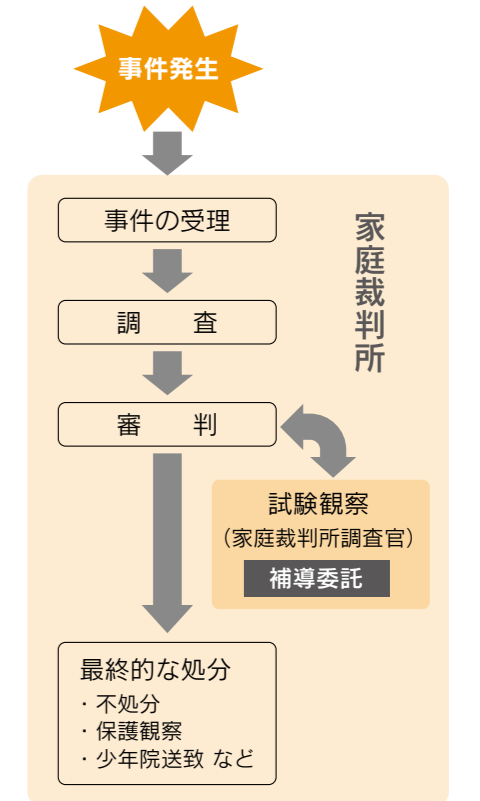 事件発生
家庭裁判所
事件の受理
調　　査
審　　判
試験観察
（家庭裁判所調査官）
補導委託
最終的な処分
・不処分
・保護観察
・少年院送致 など